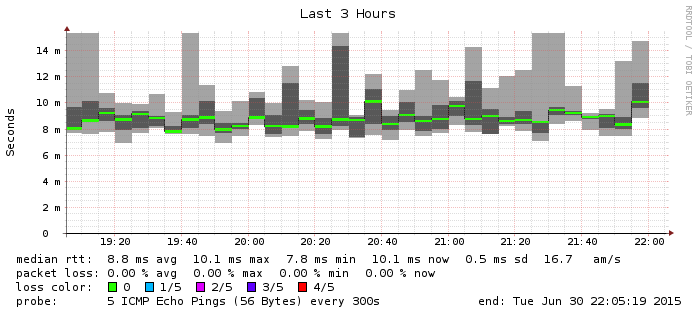 Last 3 Hours
RRDTOOL / TOBI OETIKER
Seconds
14 m
12 m
10 m
8 m
6 m
4 m
2 m
0
19:20 19:40 20:00 20:20 20:40 21:00 21:20 21:40 22:00
median rtt: 8.8 ms avg 10.1 ms max 7.8 ms min 10.1 ms now 0.5 ms sd 16.7 am/s
packet loss: 0.00 % avg 0.00 % max 0.00 % min 0.00 % now
loss color: 0 1/5 2/5 3/5 4/5
probe: 5 ICMP Echo Pings (56 Bytes) every 300s end: Tue Jun 30 22:05:19 2015